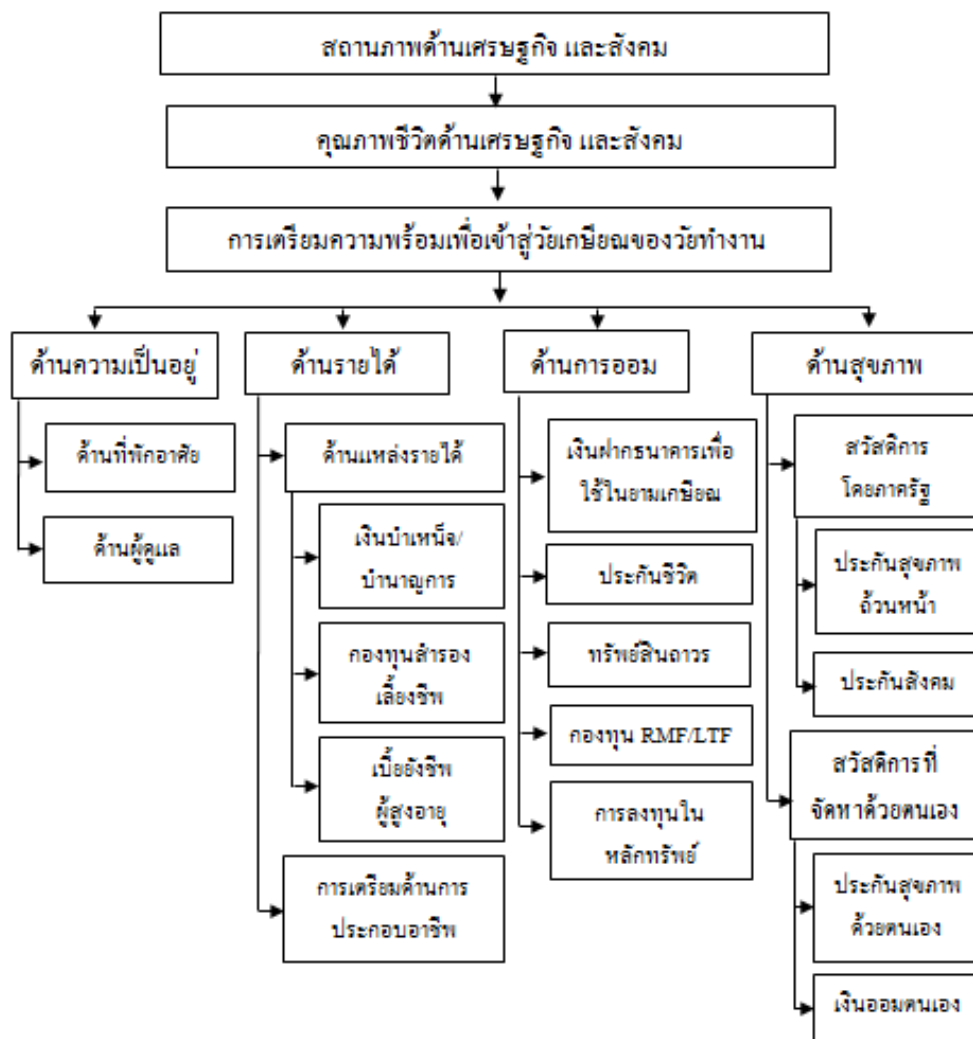 สถานภาพด้านเศรษฐกิจ และสังคม
คุณภาพชีวิตด้านเศรษฐกิจ และสังคม
การเตรียมความพร้อมเพื่อเข้าสู่วัยเกษียณของวัยทำงาน
ด้านความเป็นอยู่
ด้านที่พักอาศัย
ด้านผู้ดูแล
ด้านรายได้
ด้านแหล่งรายได้
เงินบำเหน็จ/
บำนาญการ
กองทุนสำรอง
เลี้ยงชีพ
เบี้ยยังชีพ
ผู้สูงอายุ
การเตรียมด้านการ
ประกอบอาชีพ
ด้านการออม
เงินฝากธนาคารเพื่อ
ใช้ในยามเกษียณ
ประกันชีวิต
ทรัพย์สินถาวร
กองทุน RMF/LTF
การลงทุนใน
หลักทรัพย์
ด้านสุขภาพ
สวัสดิการ
โดยภาครัฐ
ประกันสุขภาพ
ถ้วนหน้า
ประกันสังคม
สวัสดิการที่
จัดหาด้วยตนเอง
ประกันสุขภาพ
ด้วยตนเอง
เงินออมตนเอง